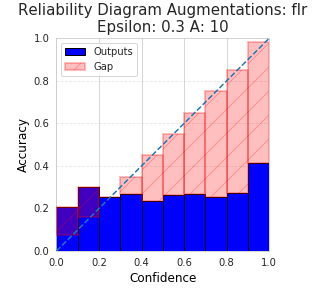 Reliability Diagram Augmentations: flr
Epsilon: 0.3 A: 10
Outputs
Gap
Accuracy
1.0
0.8
0.6
0.4
0.2
0.0
0.0 0.2 0.4 0.6 0.8 1.0
Confidence